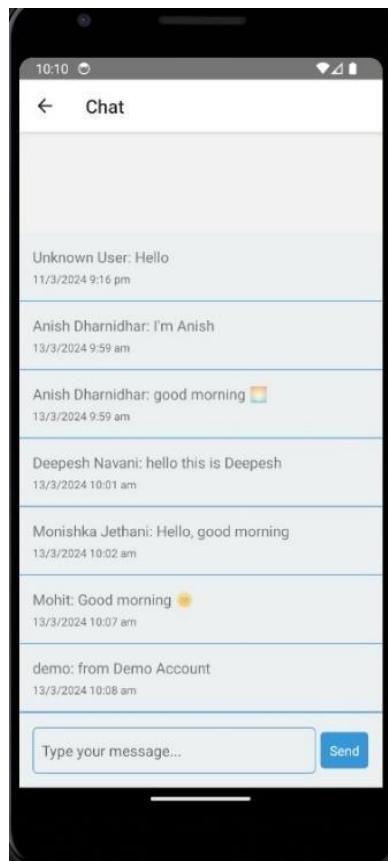 10:10
Chat
Unknown User: Hello
11/3/2024 9:16 pm
Anish Dharnidhar: I'm Anish
13/3/2024 9:59 am
Anish Dharnidhar: good morning 🌅
13/3/2024 9:59 am
Deepesh Navani: hello this is Deepesh
13/3/2024 10:01 am
Monishka Jethani: Hello, good morning
13/3/2024 10:02 am
Mohit: Good morning 🌞
13/3/2024 10:07 am
demo: from Demo Account
13/3/2024 10:08 am
Type your message...
Send